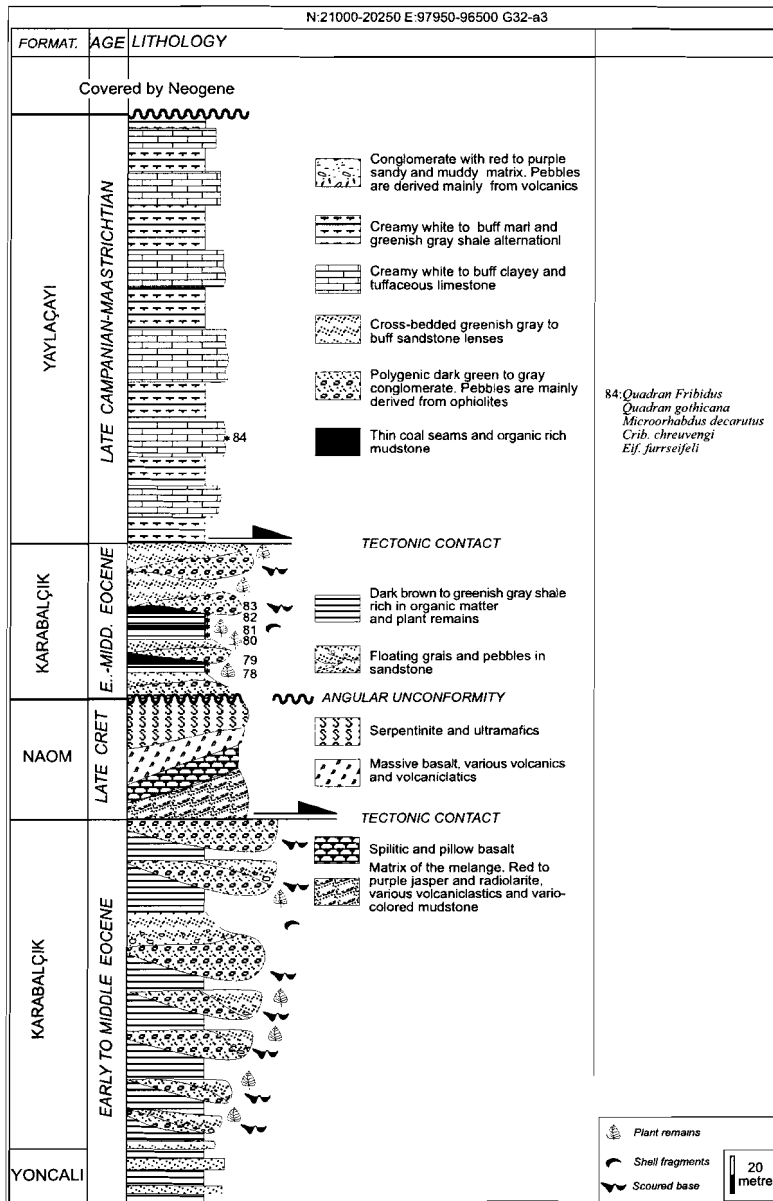 N:21000-20250 E:97950-96500 G32-a3
FORMAT. AGE LITHOLOGY
Covered by Neogene
YAYLAÇAYI
LATE CAMPANIAN-MAASTRICHTIAN
Conglomerate with red to purple
sandy and muddy matrix. Pebbles
are derived mainly from volcanics
Creamy white to buff marl and
greenish gray shale alternationl
Creamy white to buff clayey and
tuffaceous limestone
Cross-bedded greenish gray to
buff sandstone lenses
Polygenic dark green to gray
conglomerate. Pebbles are mainly
derived from ophiolites
Thin coal seams and organic rich
mudstone
* 84
84:Quadran Fribidus
Quadran gothicana
Microorhabdus decarutus
Crib. chreuvengi
Eif. furrseifeli
TECTONIC CONTACT
KARABALÇIK
E.-MIDD. EOCENE
83
82
81
80
79
78
Dark brown to greenish gray shale
rich in organic matter
and plant remains
Floating grais and pebbles in
sandstone
ANGULAR UNCONFORMITY
NAOM
LATE CRET
Serpentinite and ultramafics
Massive basalt, various volcanics
and volcaniclatics
TECTONIC CONTACT
KARABALÇIK
EARLY TO MIDDLE EOCENE
Spilitic and pillow basalt
Matrix of the melange. Red to
purple jasper and radiolarite,
various volcaniclastics and vario-
colored mudstone
YONCALI
Plant remains
Shell fragments
Scoured base
20
metre